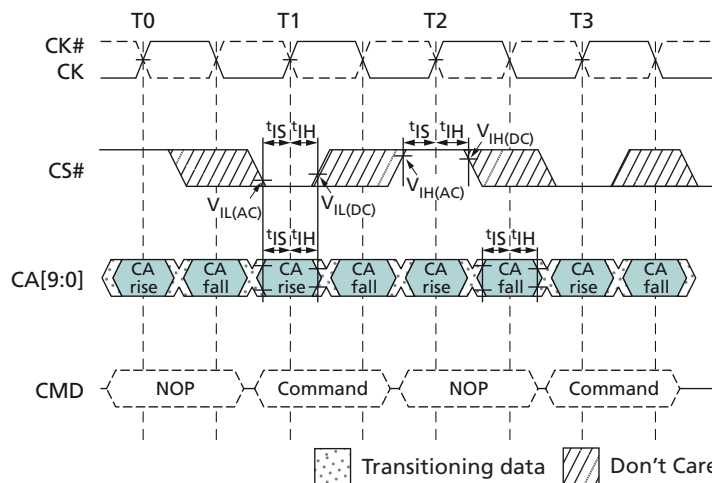 T0 T1 T2 T3
CK#
CK
tIS tIH tIS tIH
VIH(DC)
CS#
VIL(AC) VIL(DC) VIH(AC)
tIS tIH tIS tIH
CA[9:0] CA rise CA fall CA rise CA fall CA rise CA fall CA rise CA fall
CMD NOP Command NOP Command
Transitioning data Don't Care